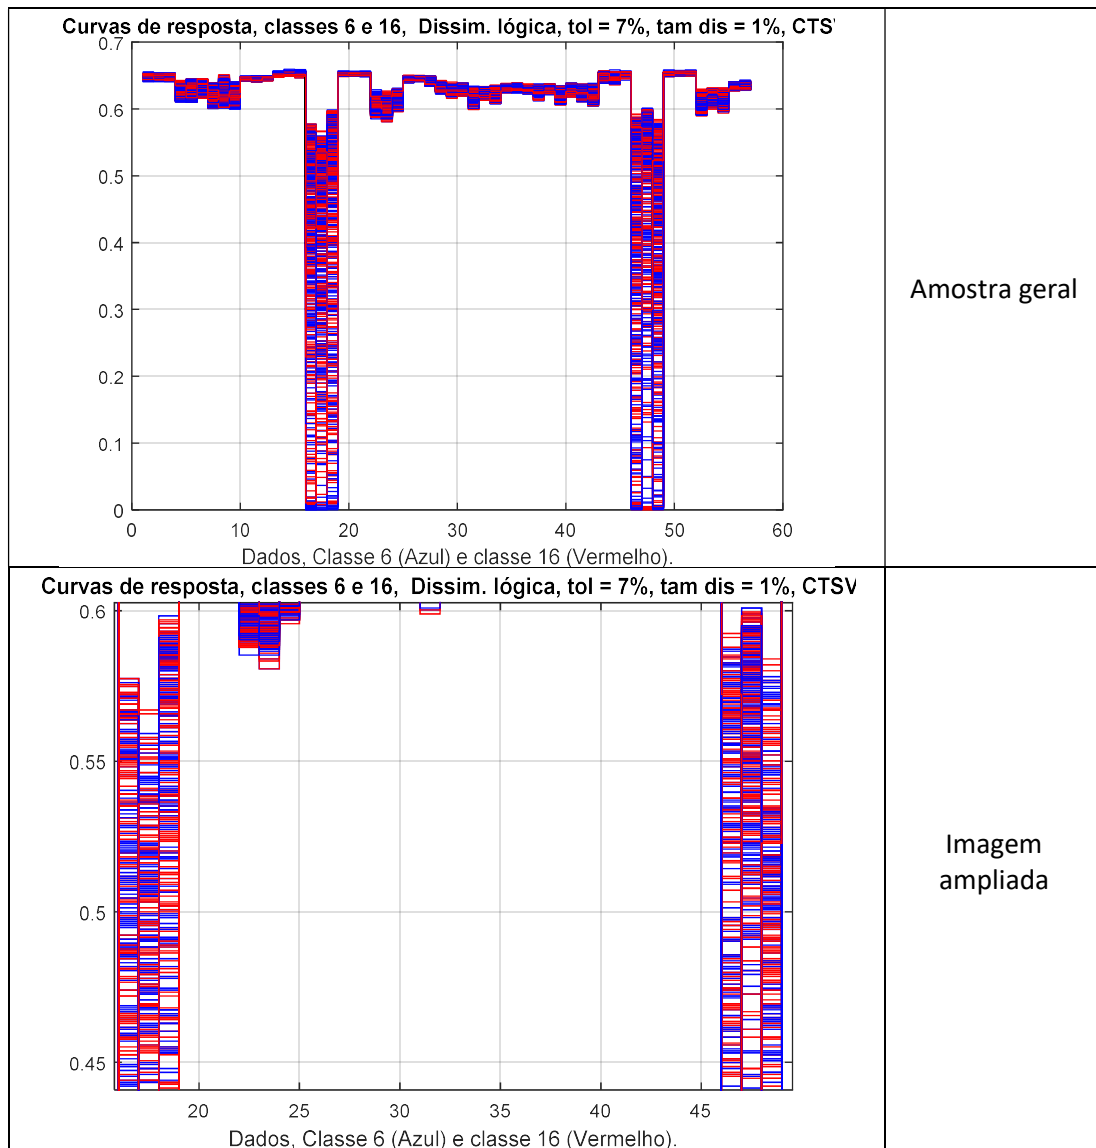 Curvas de resposta, classes 6 e 16, Dissim. lógica, tol = 7%, tam dis = 1%, CTSV
0.7
0.6
0.5
0.4
0.3
0.2
0.1
0
0 10 20 30 40 50 60
Dados, Classe 6 (Azul) e classe 16 (Vermelho).
Amostra geral
Curvas de resposta, classes 6 e 16, Dissim. lógica, tol = 7%, tam dis = 1%, CTSV
0.6
0.55
0.5
0.45
20 25 30 35 40 45
Dados, Classe 6 (Azul) e classe 16 (Vermelho).
Imagem
ampliada